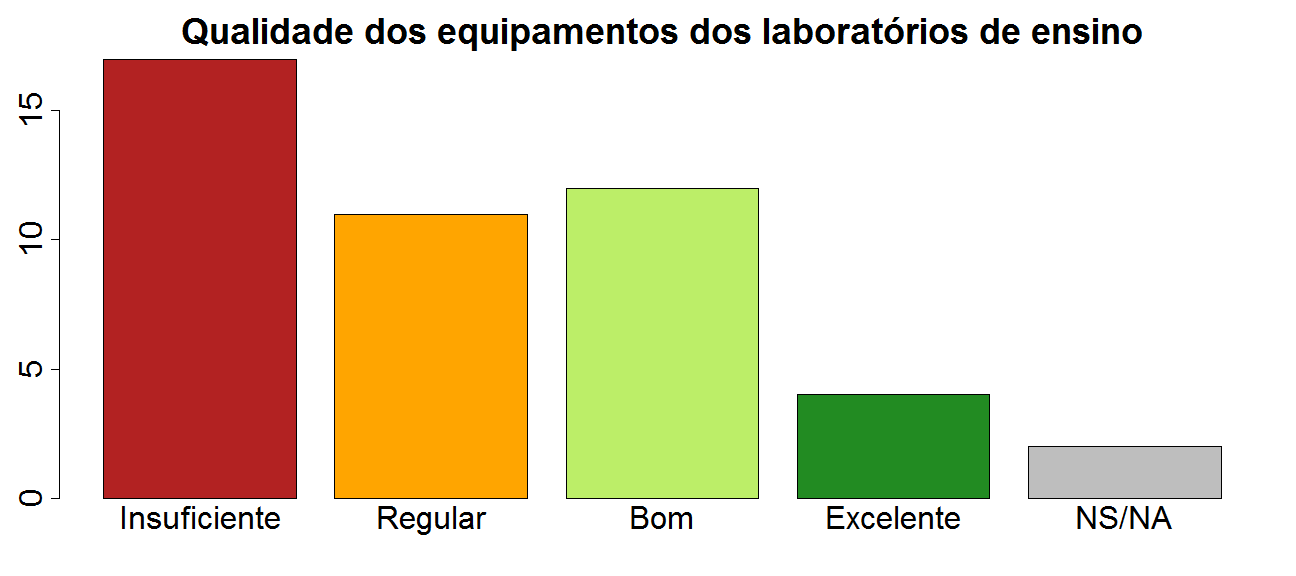 Qualidade dos equipamentos dos laboratórios de ensino
15
10
5
0
Insuficiente Regular Bom Excelente NS/NA